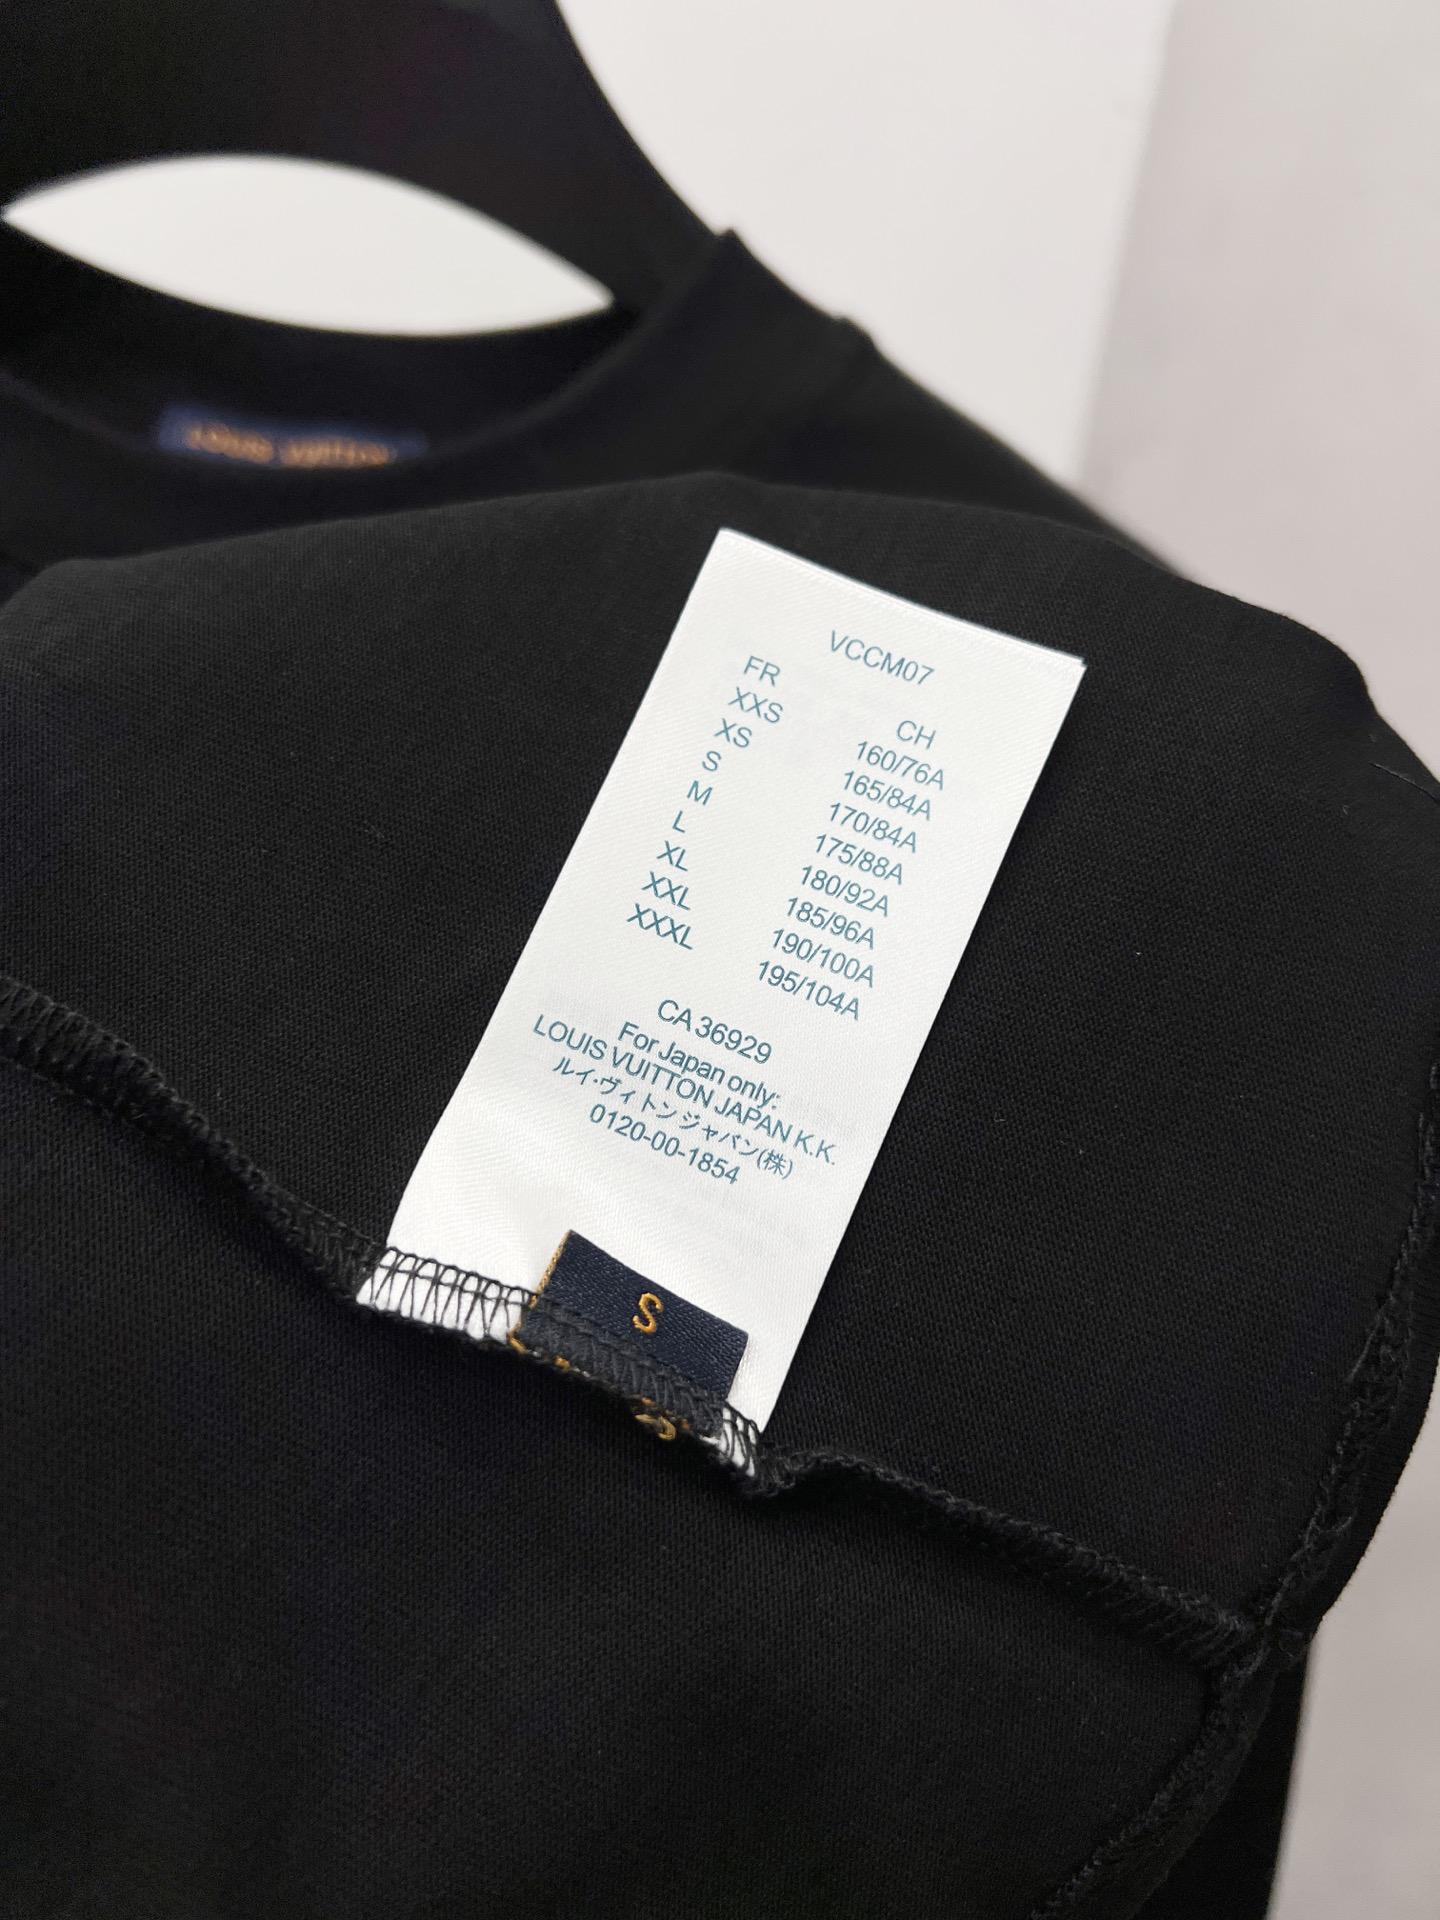 LOUIS VUITTON
VCCM07
FR CH
XXS 160/76A
XS 165/84A
S 170/84A
M 175/88A
L 180/92A
XL 185/96A
XXL 190/100A
XXXL 195/104A
CA 36929
For Japan only:
LOUIS VUITTON JAPAN K.K.
ルイ・ヴィトン ジャパン(株)
0120-00-1854
S